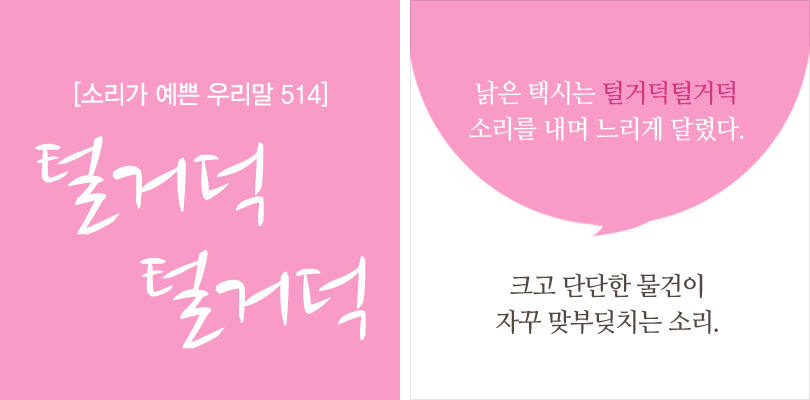 [소리가 예쁜 우리말 514]
털거덕
털거덕
낡은 택시는 털거덕털거덕
소리를 내며 느리게 달렸다.
크고 단단한 물건이
자꾸 맞부딪치는 소리.